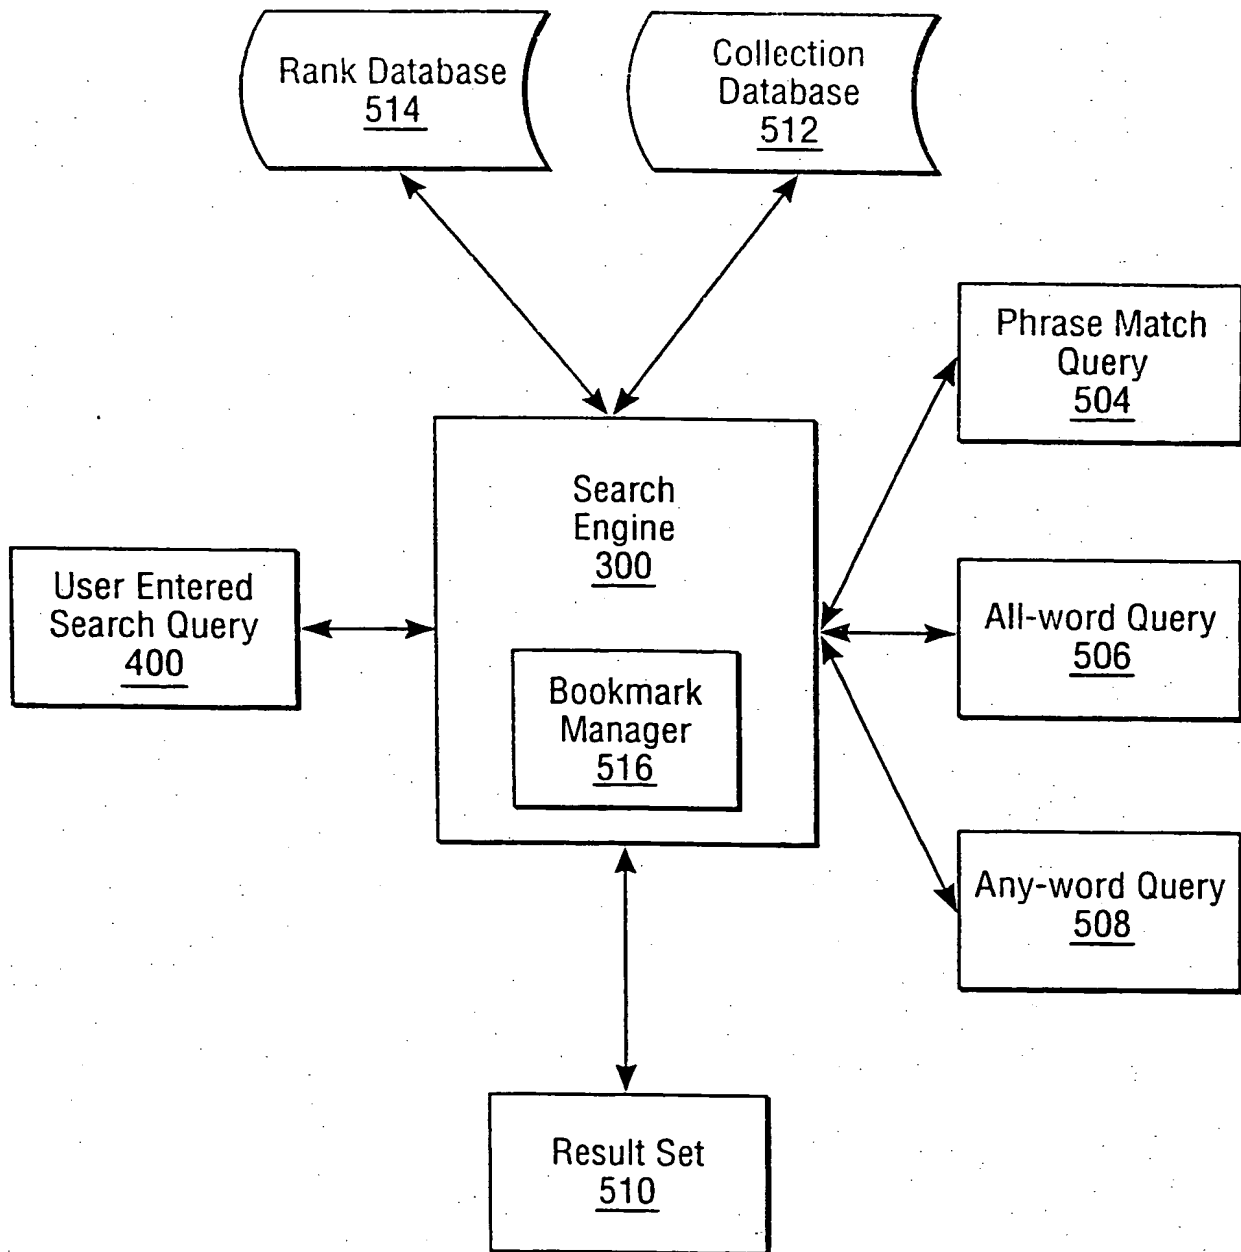 Rank Database
514
Collection
Database
512
Phrase Match
Query
504
Search
Engine
300
User Entered
Search Query
400
All-word Query
506
Bookmark
Manager
516
Any-word Query
508
Result Set
510